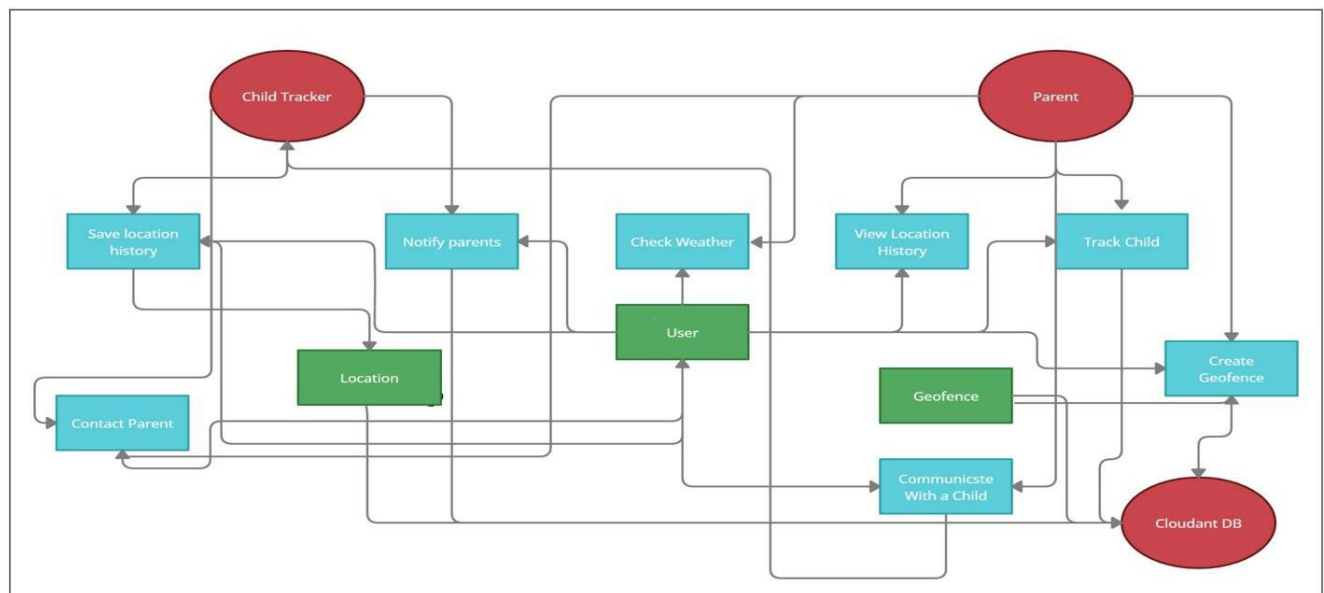 Child Tracker
Parent
Save location
history
Notify parents
Check Weather
View Location
History
Track Child
User
Location
Create
Geofence
Geofence
Contact Parent
Communicste
With a Child
Cloudant DB